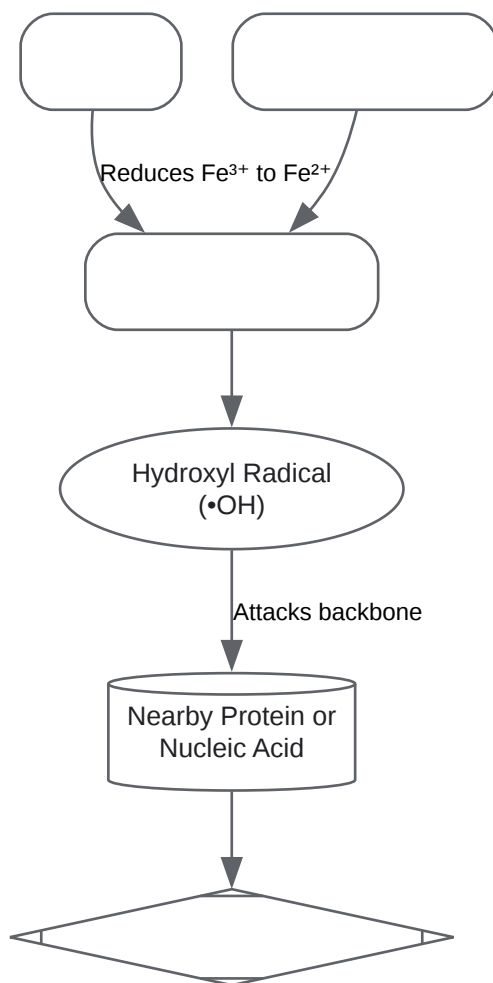 Reduces Fe³⁺ to Fe²⁺
Hydroxyl Radical
(•OH)
Attacks backbone
Nearby Protein or
Nucleic Acid